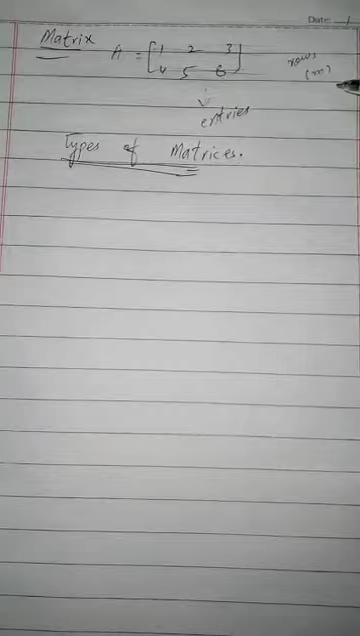 Date:
Matrix
A = [1 2 3
4 5 6]
rows
(m)
entries
Types of Matrices.